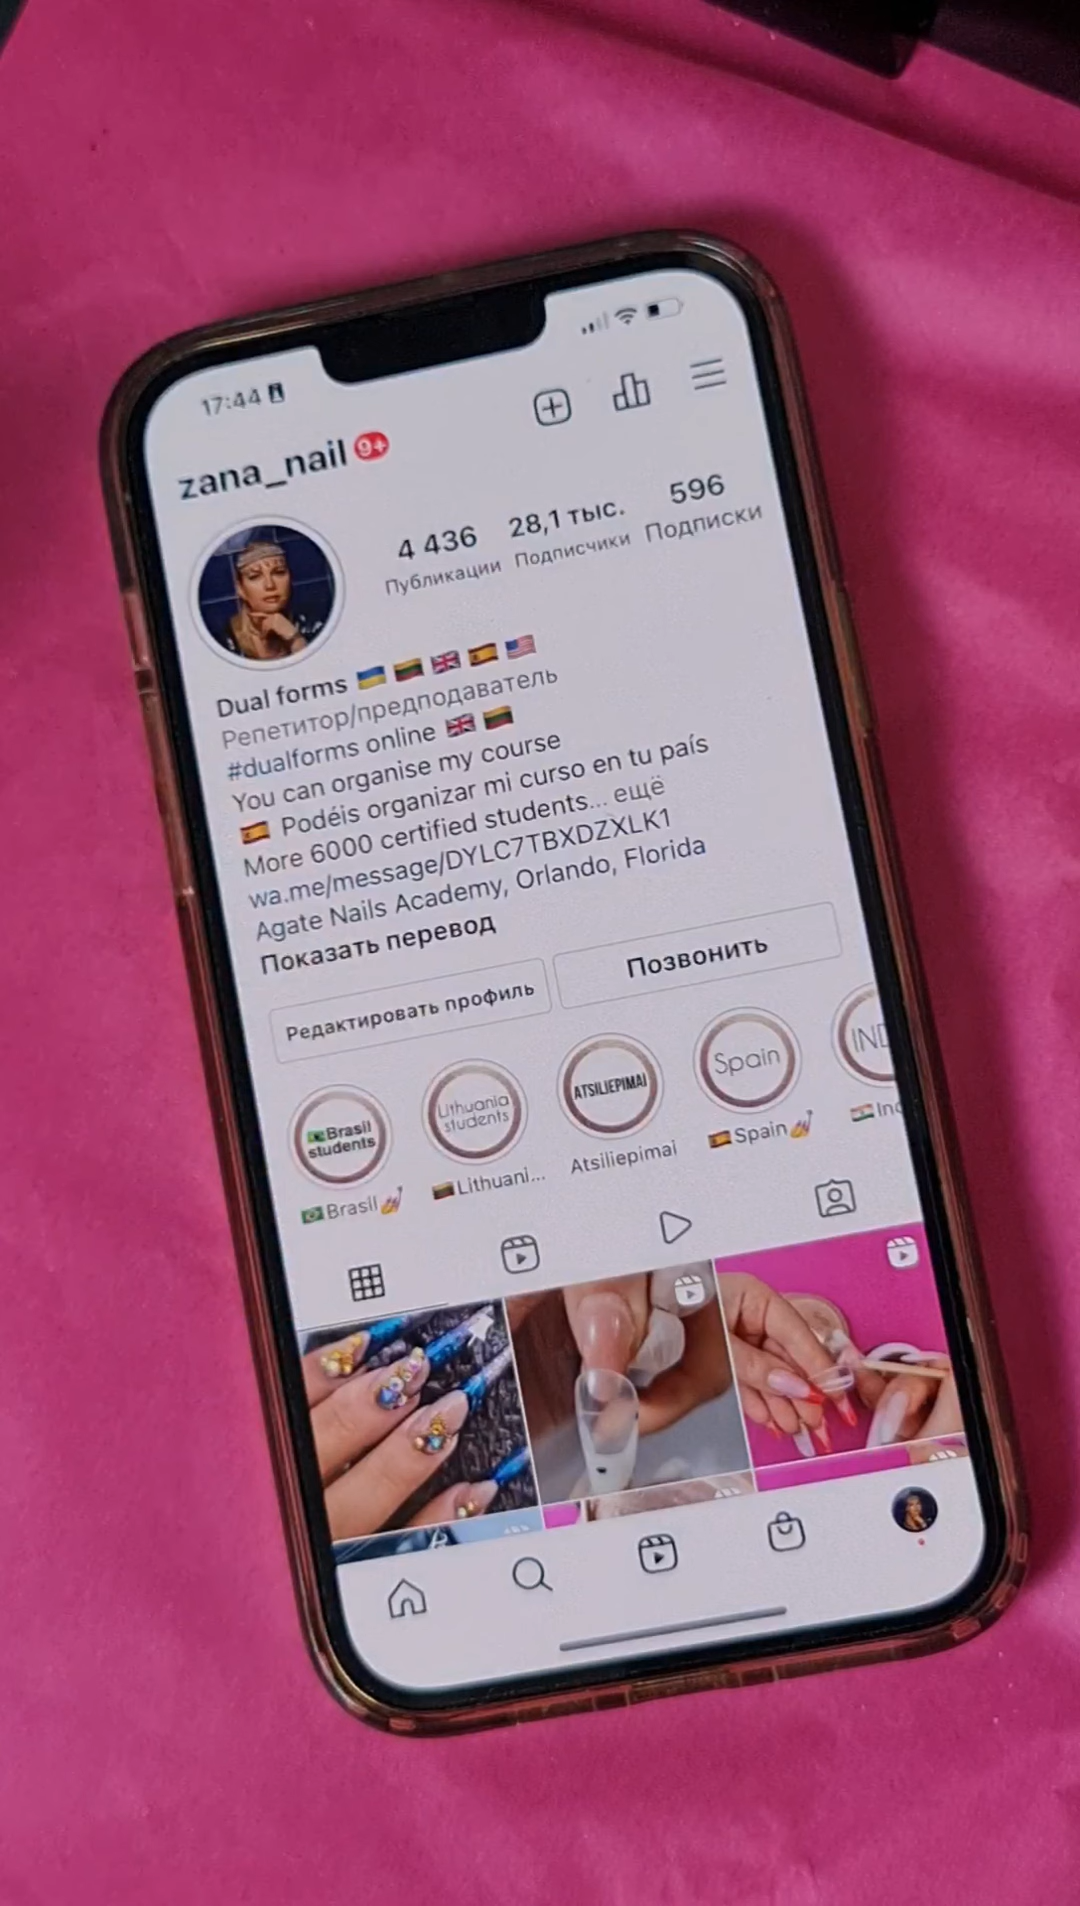 17:44
zana_nail 9+
4 436 28,1 тыс. 596
Публикации Подписчики Подписки
Dual forms 🇺🇦 🇱🇹 🇬🇧 🇪🇸 🇺🇸
Репетитор/преподаватель
#dualforms online 🇬🇧 🇱🇹
You can organise my course
🇪🇸 Podéis organizar mi curso en tu país
More 6000 certified students... ещё
wa.me/message/DYLC7TBXDZXLK1
Agate Nails Academy, Orlando, Florida
Показать перевод
Редактировать профиль Позвонить
🇧🇷Brasil students
Lithuania students
ATSILIEPIMAI
Spain
IND
🇧🇷Brasil💅 🇱🇹Lithuani... Atsiliepimai 🇪🇸Spain💅 🇮🇳Ind